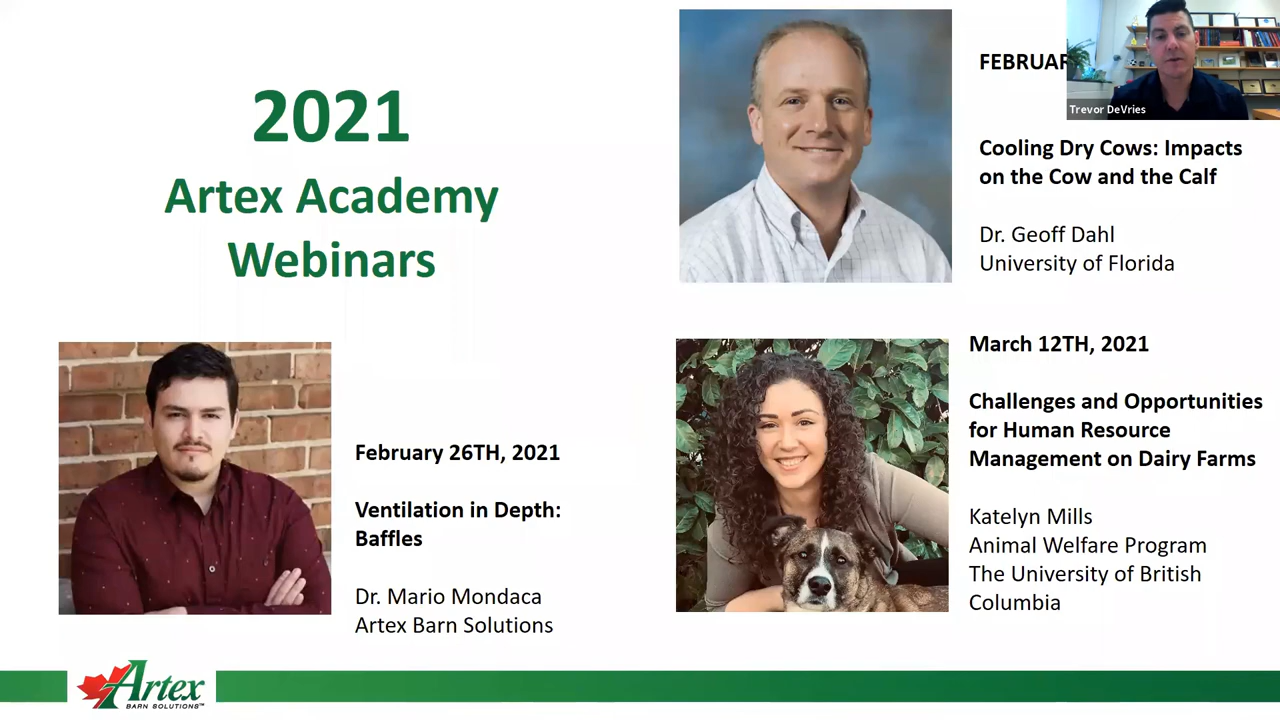 2021
Artex Academy
Webinars
Trevor DeVries
Cooling Dry Cows: Impacts
on the Cow and the Calf
Dr. Geoff Dahl
University of Florida
February 26TH, 2021
Ventilation in Depth:
Baffles
Dr. Mario Mondaca
Artex Barn Solutions
March 12TH, 2021
Challenges and Opportunities
for Human Resource
Management on Dairy Farms
Katelyn Mills
Animal Welfare Program
The University of British
Columbia
Artex
BARN SOLUTIONS™